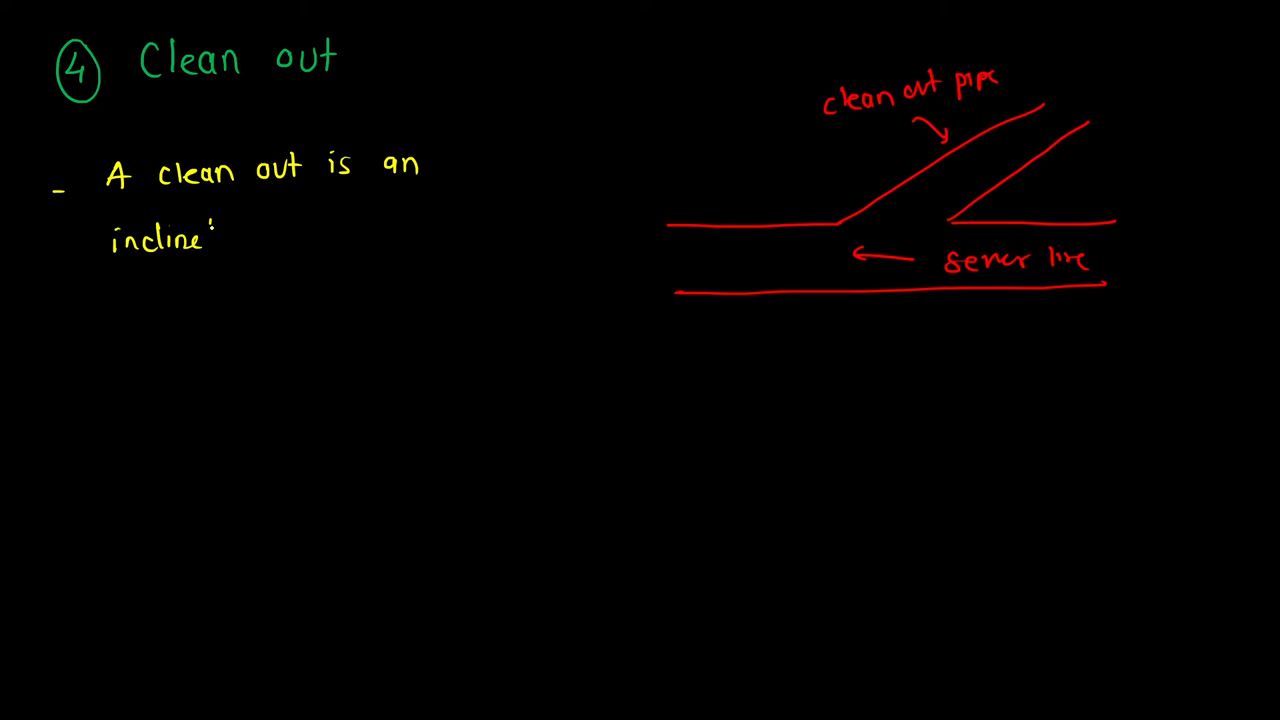 4 Clean out
- A clean out is an
incline
clean out pipe
sewer line